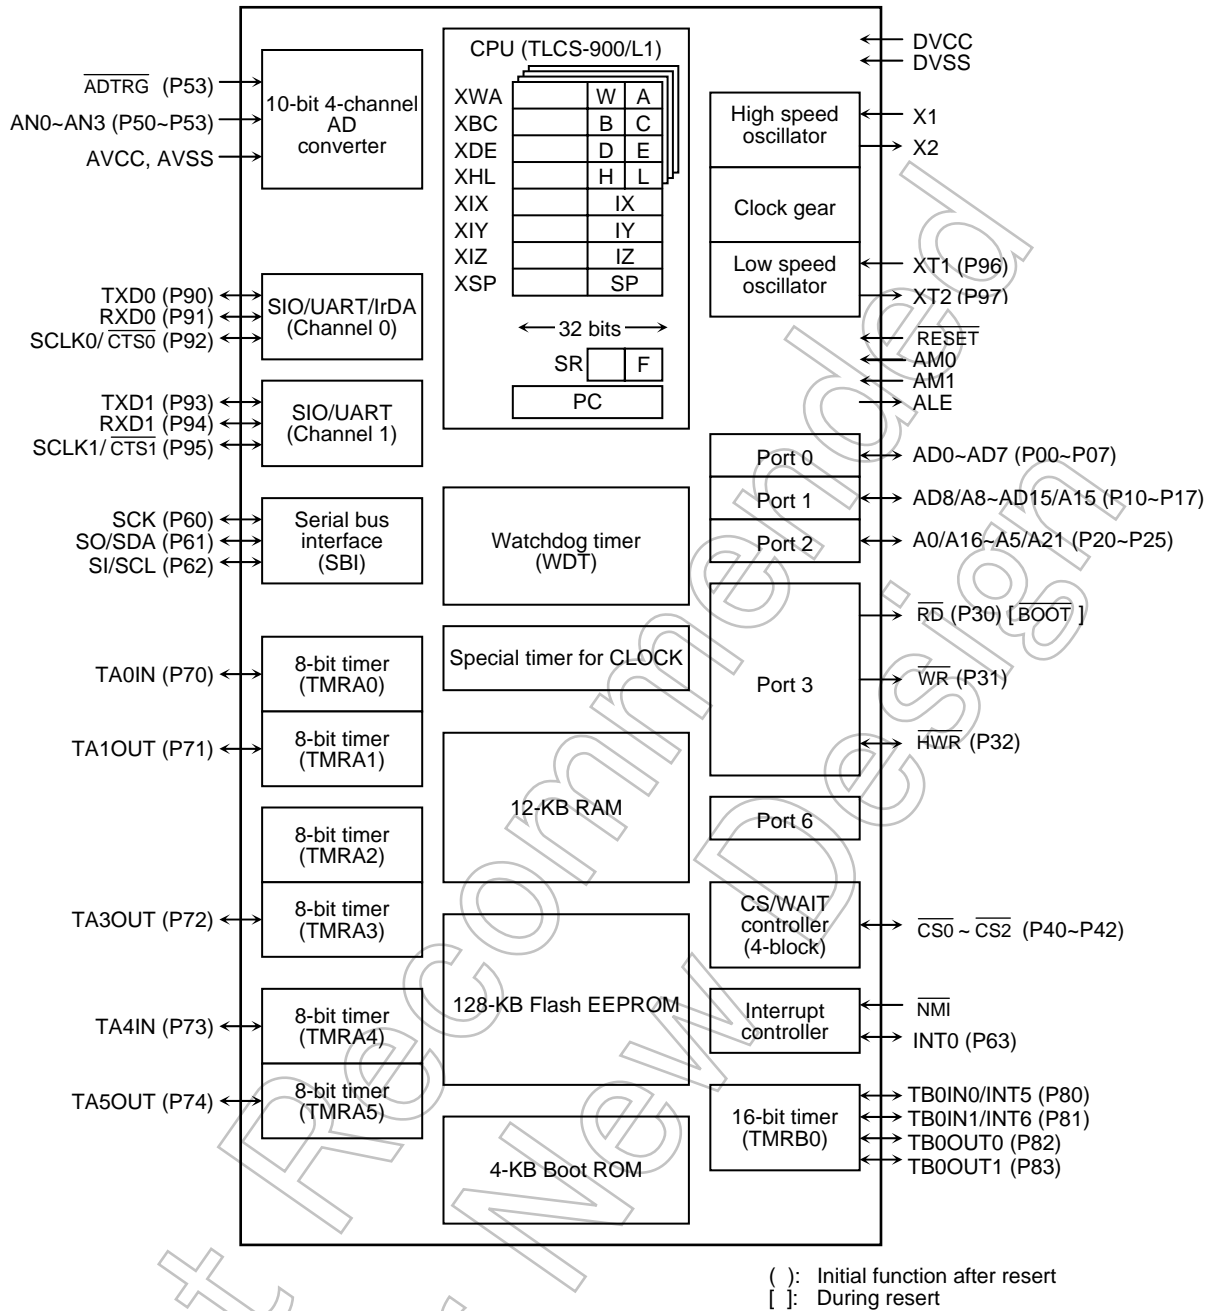 CPU (TLCS-900/L1)
XWA W A
XBC B C
XDE D E
XHL H L
XIX IX
XIY IY
XIZ IZ
XSP SP
32 bits
SR F
PC
ADTRG (P53)
AN0~AN3 (P50~P53)
AVCC, AVSS
10-bit 4-channel
AD
converter
TXD0 (P90)
RXD0 (P91)
SCLK0/ CTS0 (P92)
SIO/UART/IrDA
(Channel 0)
TXD1 (P93)
RXD1 (P94)
SCLK1/ CTS1 (P95)
SIO/UART
(Channel 1)
SCK (P60)
SO/SDA (P61)
SI/SCL (P62)
Serial bus
interface
(SBI)
TA0IN (P70)
8-bit timer
(TMRA0)
TA1OUT (P71)
8-bit timer
(TMRA1)
8-bit timer
(TMRA2)
TA3OUT (P72)
8-bit timer
(TMRA3)
TA4IN (P73)
8-bit timer
(TMRA4)
TA5OUT (P74)
8-bit timer
(TMRA5)
Watchdog timer
(WDT)
Special timer for CLOCK
12-KB RAM
128-KB Flash EEPROM
4-KB Boot ROM
DVCC
DVSS
High speed
oscillator
X1
X2
Clock gear
Low speed
oscillator
XT1 (P96)
XT2 (P97)
RESET
AM0
AM1
ALE
Port 0
AD0~AD7 (P00~P07)
Port 1
AD8/A8~AD15/A15 (P10~P17)
Port 2
A0/A16~A5/A21 (P20~P25)
Port 3
RD (P30) [ BOOT ]
WR (P31)
HWR (P32)
Port 6
CS/WAIT
controller
(4-block)
CS0 ~ CS2 (P40~P42)
Interrupt
controller
NMI
INT0 (P63)
16-bit timer
(TMRB0)
TB0IN0/INT5 (P80)
TB0IN1/INT6 (P81)
TB0OUT0 (P82)
TB0OUT1 (P83)
( ): Initial function after resert
[ ]: During resert
t Recommended
New Design